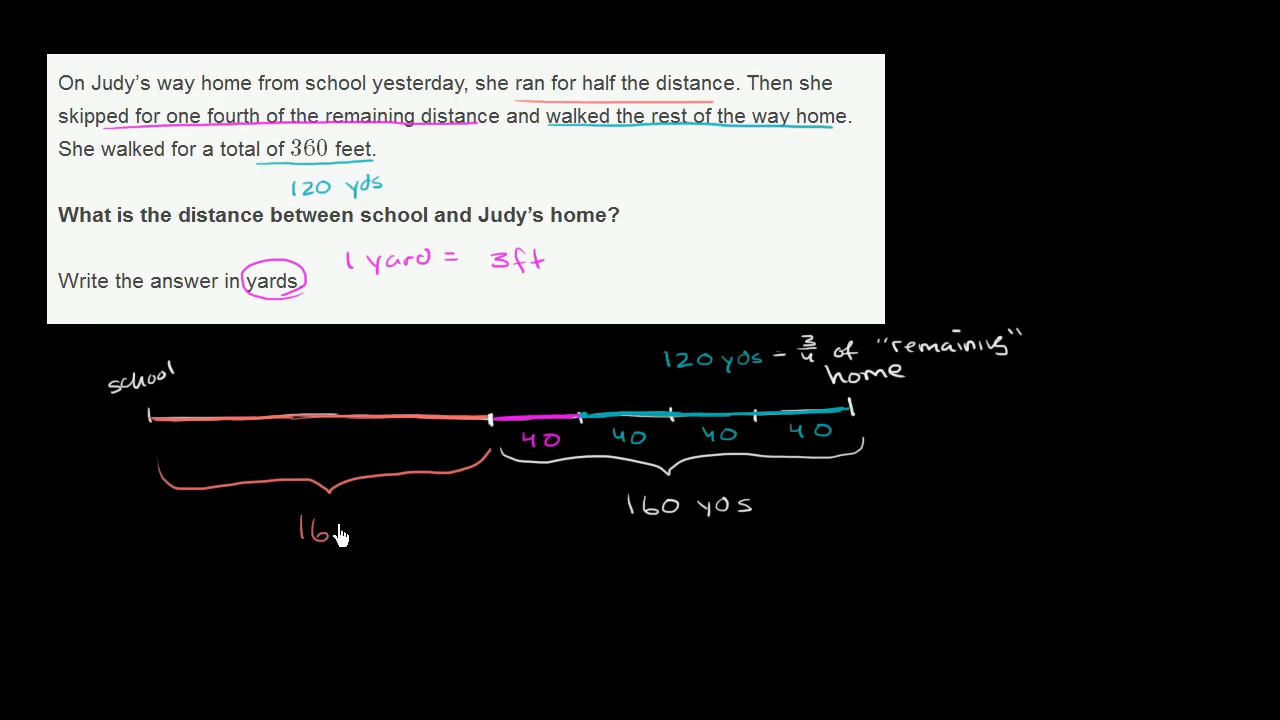 On Judy's way home from school yesterday, she ran for half the distance. Then she
skipped for one fourth of the remaining distance and walked the rest of the way home.
She walked for a total of 360 feet.
120 yds
What is the distance between school and Judy's home?
1 yard = 3ft
Write the answer in yards.
120 yds - 3/4 of "remaining"
home
school
40 40 40 40
160 yds
16